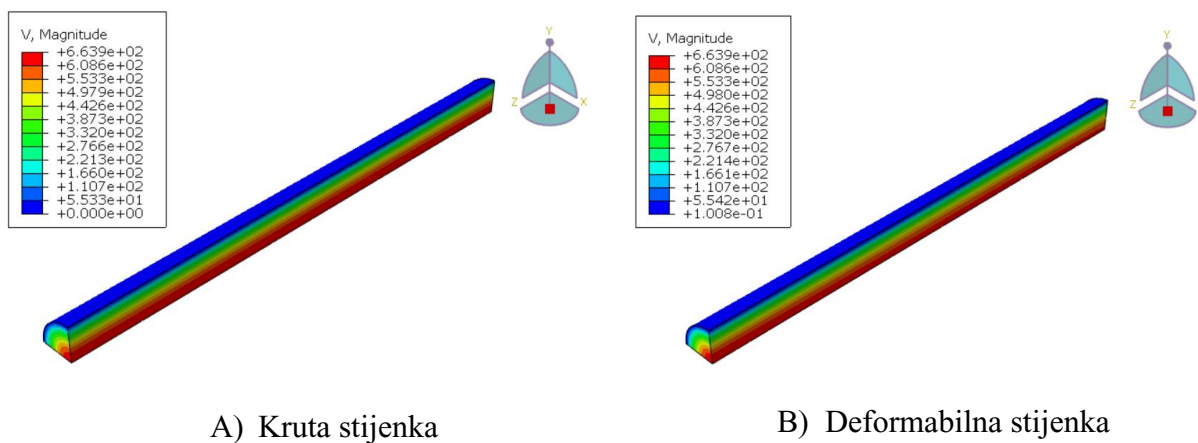 V, Magnitude
+6.639e+02
+6.086e+02
+5.533e+02
+4.979e+02
+4.426e+02
+3.873e+02
+3.320e+02
+2.766e+02
+2.213e+02
+1.660e+02
+1.107e+02
+5.533e+01
+0.000e+00
Y
Z
X
A) Kruta stijenka
V, Magnitude
+6.639e+02
+6.086e+02
+5.533e+02
+4.980e+02
+4.426e+02
+3.873e+02
+3.320e+02
+2.767e+02
+2.214e+02
+1.661e+02
+1.107e+02
+5.542e+01
+1.008e-01
Y
Z
X
B) Deformabilna stijenka